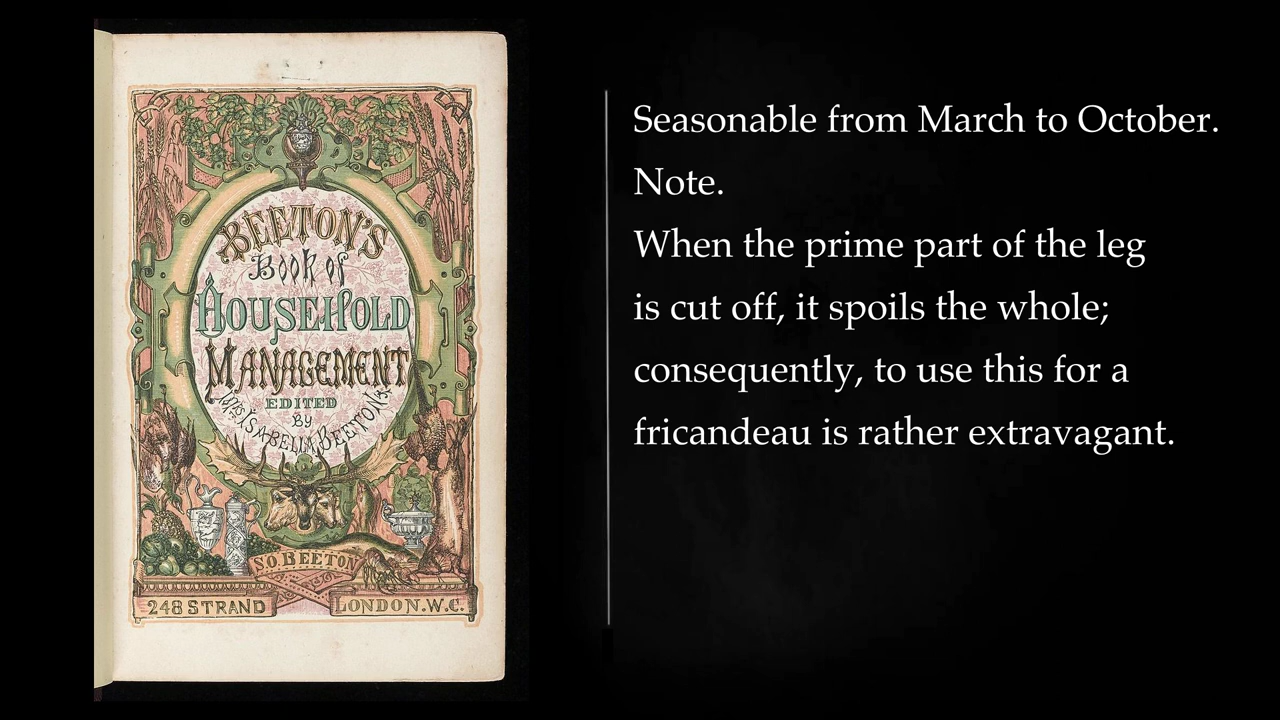 BEETON'S
Book of
HOUSEHOLD
MANAGEMENT
EDITED
BY
MRS ISABELLA BEETON
S.O. BEETON
248 STRAND
LONDON. W.C.
Seasonable from March to October.
Note.
When the prime part of the leg
is cut off, it spoils the whole;
consequently, to use this for a
fricandeau is rather extravagant.